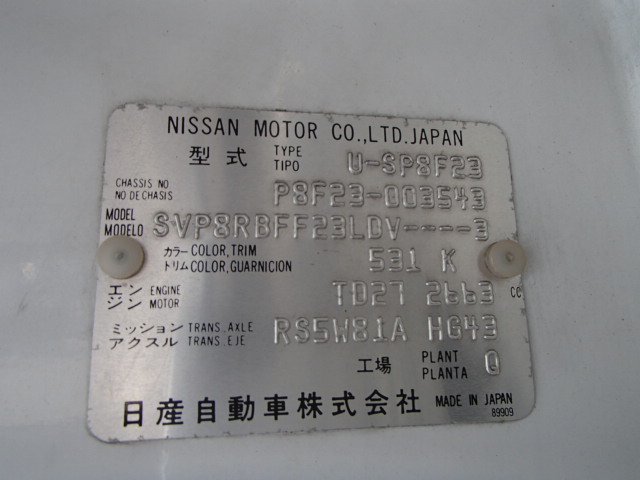 NISSAN MOTOR CO.,LTD.JAPAN
型式 TYPE TIPO U-SP8F23
CHASSIS NO NO DE CHASIS P8F23-003543
MODEL MODELO SVP8RBFF23LDV----3
カラー COLOR,TRIM トリム COLOR,GUARNICION 531 K
エンジン ENGINE MOTOR TD27 2663 CC
ミッション TRANS.AXLE アクスル TRANS.EJE RS5W81A HG43
工場 PLANT PLANTA Q
日産自動車株式会社 MADE IN JAPAN
89909